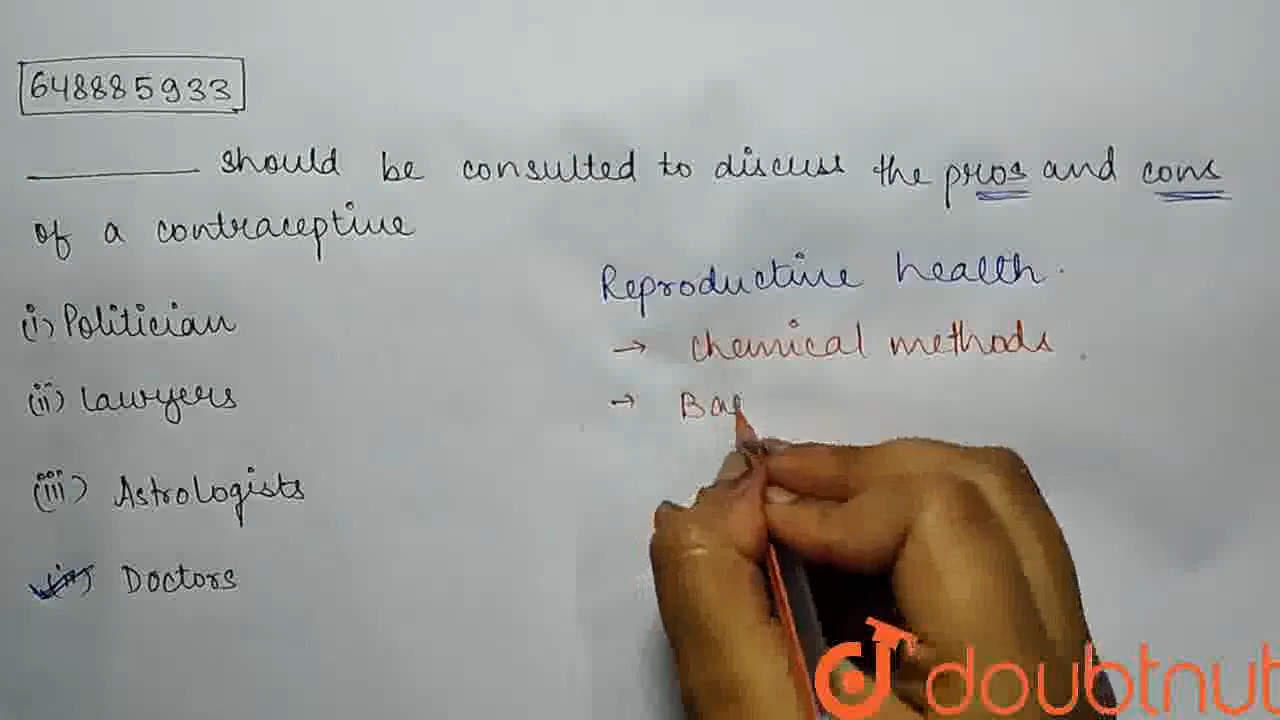 648885933
________ should be consulted to discuss the pros and cons
of a contraceptive
Reproductive health.
(i) Politician
→ chemical methods.
(ii) Lawyers
→ Ba
(iii) Astrologists
(iv) Doctors
doubtnut